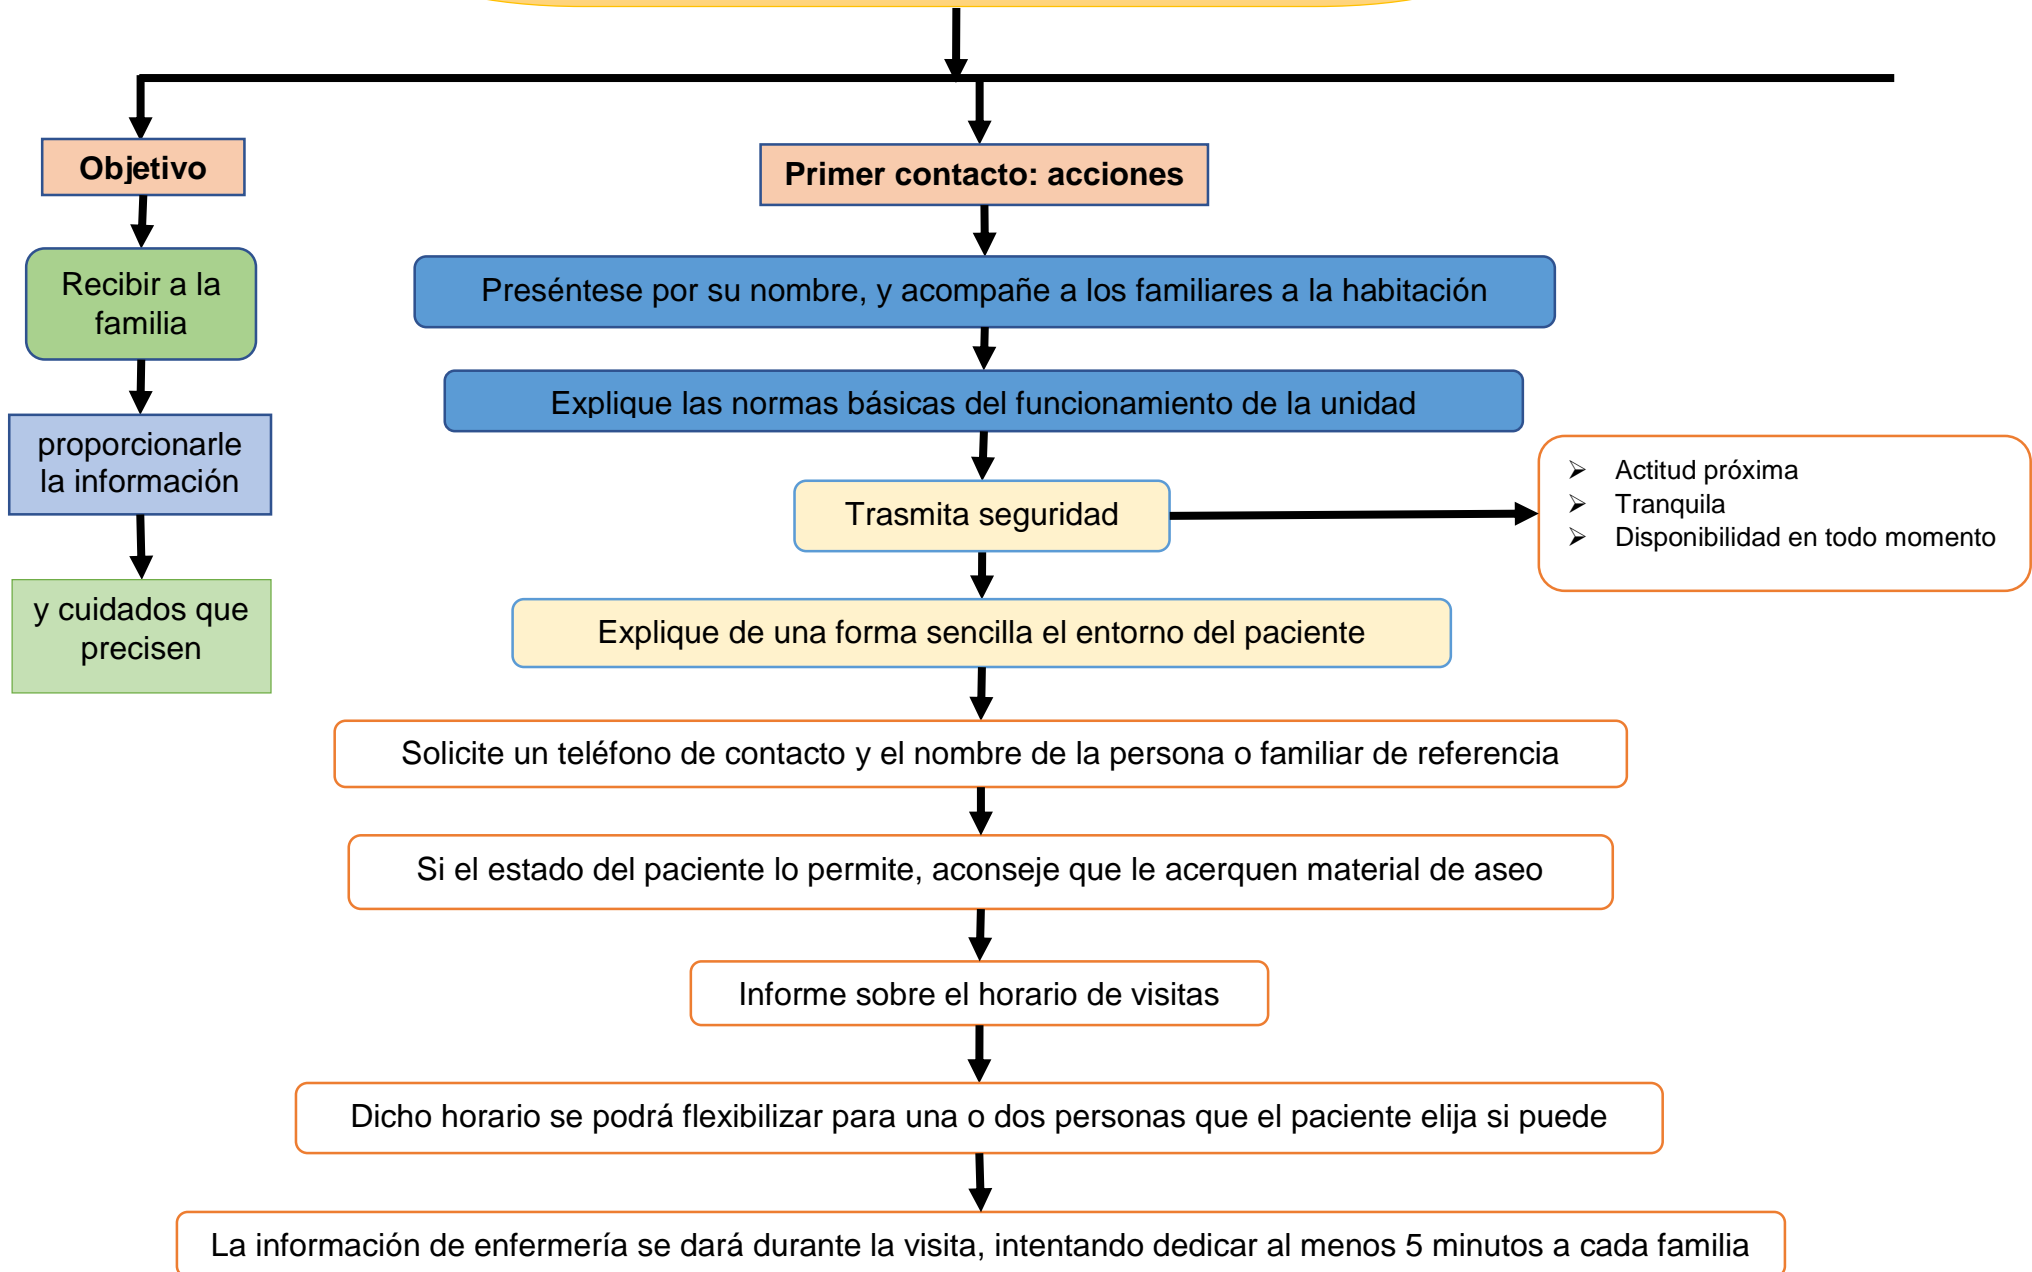 Objetivo
Recibir a la
familia
proporcionarle
la información
y cuidados que
precisen
Primer contacto: acciones
Preséntese por su nombre, y acompañe a los familiares a la habitación
Explique las normas básicas del funcionamiento de la unidad
Trasmita seguridad
➢ Actitud próxima
➢ Tranquila
➢ Disponibilidad en todo momento
Explique de una forma sencilla el entorno del paciente
Solicite un teléfono de contacto y el nombre de la persona o familiar de referencia
Si el estado del paciente lo permite, aconseje que le acerquen material de aseo
Informe sobre el horario de visitas
Dicho horario se podrá flexibilizar para una o dos personas que el paciente elija si puede
La información de enfermería se dará durante la visita, intentando dedicar al menos 5 minutos a cada familia